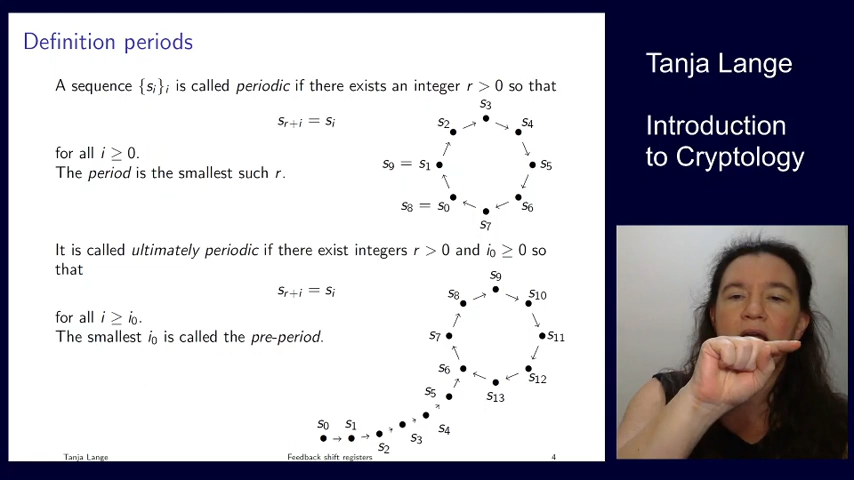 Definition periods
A sequence {sᵢ}ᵢ is called periodic if there exists an integer r > 0 so that
sᵣ₊ᵢ = sᵢ
for all i ≥ 0.
The period is the smallest such r.
s₃
s₂
s₄
s₉ = s₁
s₅
s₈ = s₀
s₆
s₇
It is called ultimately periodic if there exist integers r > 0 and i₀ ≥ 0 so
that
sᵣ₊ᵢ = sᵢ
for all i ≥ i₀.
The smallest i₀ is called the pre-period.
s₉
s₈
s₁₀
s₇
s₁₁
s₆
s₁₂
s₅
s₁₃
s₀
s₁
s₄
s₃
s₂
Tanja Lange
Feedback shift registers
4
Tanja Lange
Introduction
to Cryptology